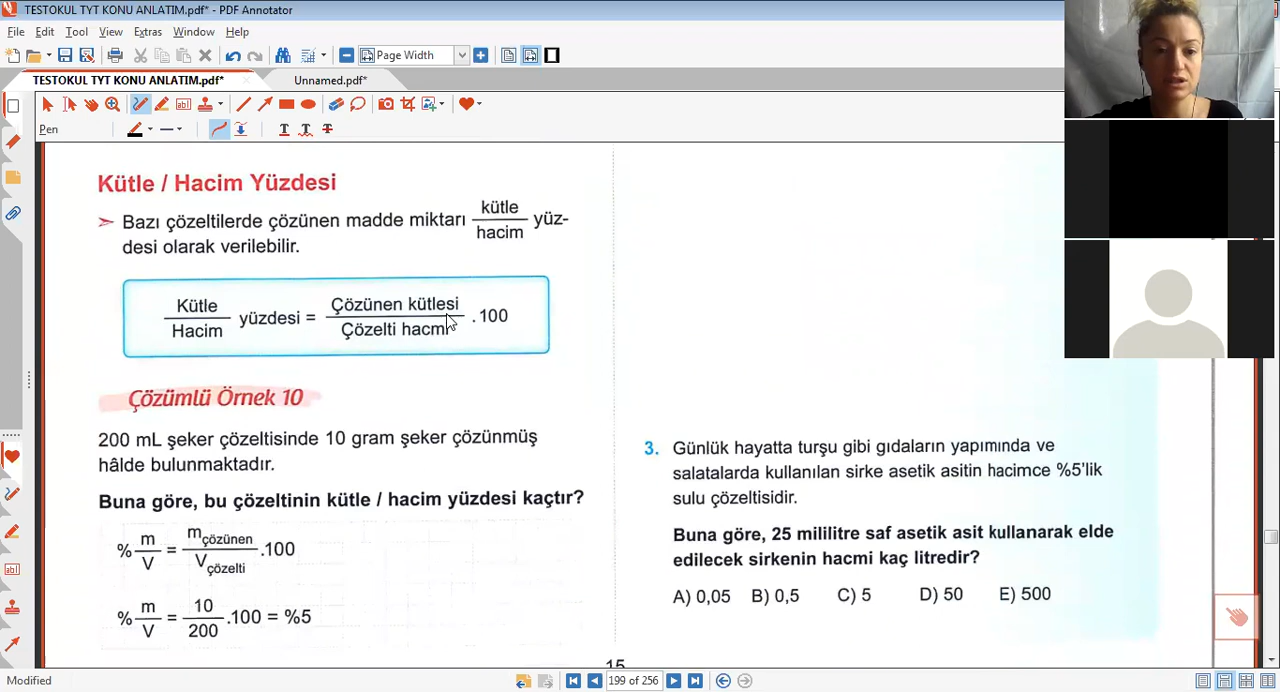 TESTOKUL TYT KONU ANLATIM.pdf* - PDF Annotator
File Edit Tool View Extras Window Help
Page Width
TESTOKUL TYT KONU ANLATIM.pdf* Unnamed.pdf*
Pen
Kütle / Hacim Yüzdesi
➢ Bazı çözeltilerde çözünen madde miktarı kütle/hacim yüz-
desi olarak verilebilir.
Kütle/Hacim yüzdesi = Çözünen kütlesi/Çözelti hacmi . 100
Çözümlü Örnek 10
200 mL şeker çözeltisinde 10 gram şeker çözünmüş
hâlde bulunmaktadır.
Buna göre, bu çözeltinin kütle / hacim yüzdesi kaçtır?
% m/V = m çözünen/V çözelti .100
% m/V = 10/200 .100 = %5
3. Günlük hayatta turşu gibi gıdaların yapımında ve
salatalarda kullanılan sirke asetik asitin hacimce %5'lik
sulu çözeltisidir.
Buna göre, 25 mililitre saf asetik asit kullanarak elde
edilecek sirkenin hacmi kaç litredir?
A) 0,05 B) 0,5 C) 5 D) 50 E) 500
15
Modified 199 of 256